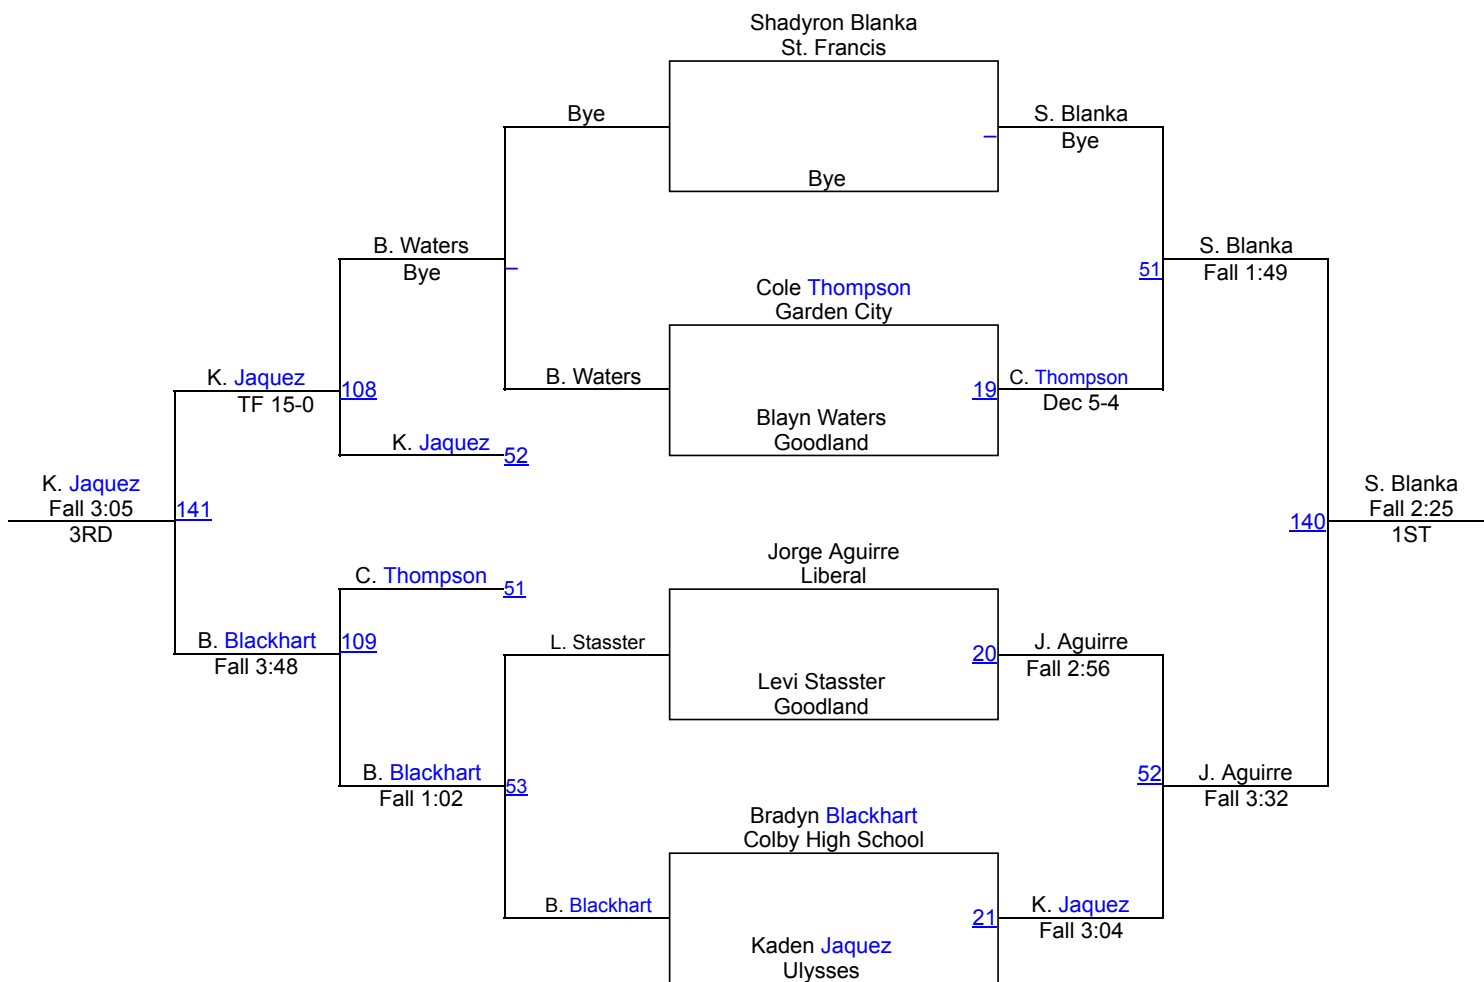 Shadyron Blanka
St. Francis
Bye
S. Blanka
Bye
–
Bye
B. Waters
Bye
–
S. Blanka
Fall 1:49
51
Cole Thompson
Garden City
K. Jaquez
TF 15-0
108
B. Waters
19
C. Thompson
Dec 5-4
Blayn Waters
Goodland
K. Jaquez
52
K. Jaquez
Fall 3:05
3RD
141
S. Blanka
Fall 2:25
1ST
140
Jorge Aguirre
Liberal
C. Thompson
51
B. Blackhart
Fall 3:48
109
L. Stasster
20
J. Aguirre
Fall 2:56
Levi Stasster
Goodland
B. Blackhart
Fall 1:02
53
52
J. Aguirre
Fall 3:32
Bradyn Blackhart
Colby High School
B. Blackhart
21
K. Jaquez
Fall 3:04
Kaden Jaquez
Ulysses